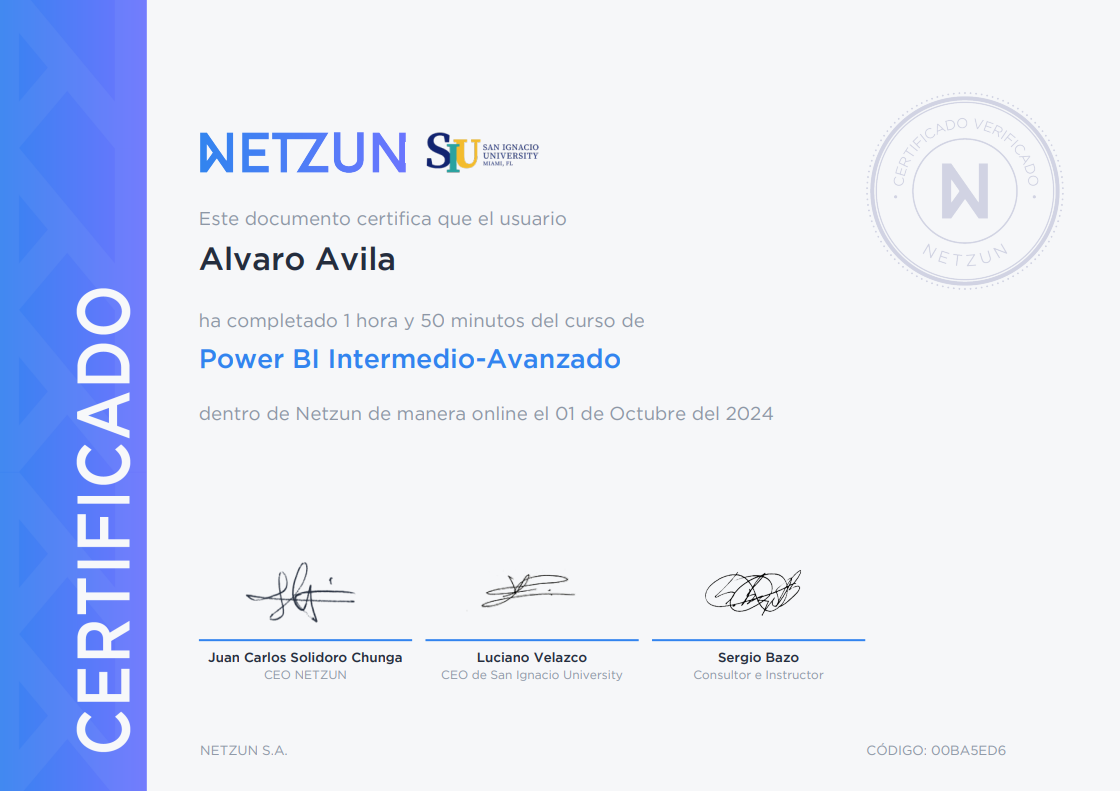 CERTIFICADO
NETZUN
SIU
SAN IGNACIO
UNIVERSITY
MIAMI, FL
CERTIFICADO VERIFICADO
N
NETZUN
Este documento certifica que el usuario
Alvaro Avila
ha completado 1 hora y 50 minutos del curso de
Power BI Intermedio-Avanzado
dentro de Netzun de manera online el 01 de Octubre del 2024
Juan Carlos Solidoro Chunga
CEO NETZUN
Luciano Velazco
CEO de San Ignacio University
Sergio Bazo
Consultor e Instructor
NETZUN S.A.
CÓDIGO: 00BA5ED6